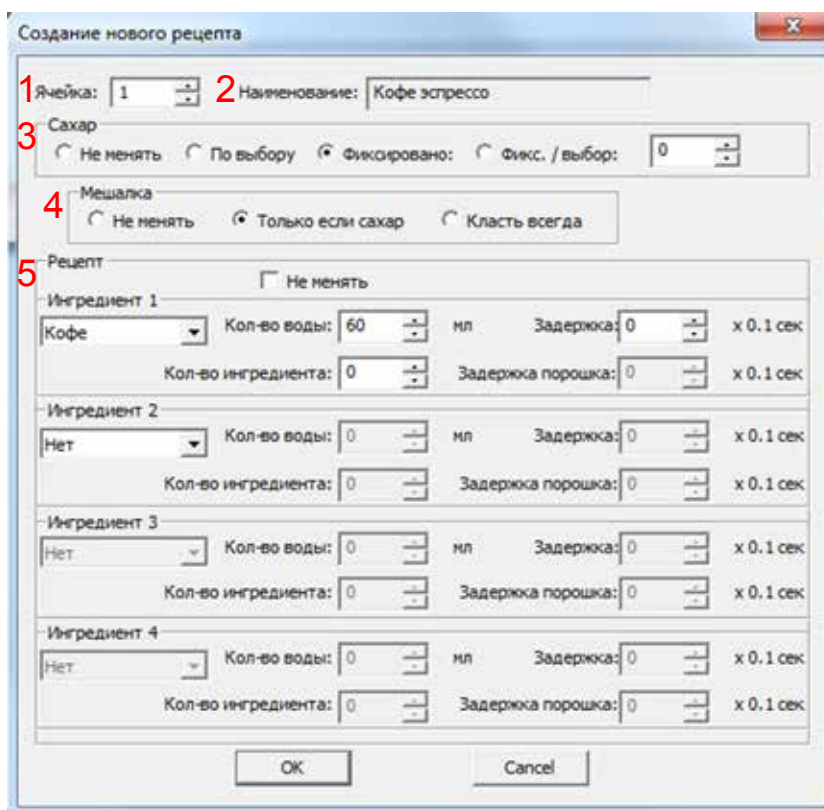 Создание нового рецепта
1 Ячейка: 1 2 Наименование: Кофе эспрессо
3 Сахар
Не менять По выбору Фиксировано: Фикс. / выбор: 0
4 Мешалка
Не менять Только если сахар Класть всегда
5 Рецепт
Не менять
Ингредиент 1
Кофе Кол-во воды: 60 мл Задержка: 0 x 0.1 сек
Кол-во ингредиента: 0 Задержка порошка: 0 x 0.1 сек
Ингредиент 2
Нет Кол-во воды: 0 мл Задержка: 0 x 0.1 сек
Кол-во ингредиента: 0 Задержка порошка: 0 x 0.1 сек
Ингредиент 3
Нет Кол-во воды: 0 мл Задержка: 0 x 0.1 сек
Кол-во ингредиента: 0 Задержка порошка: 0 x 0.1 сек
Ингредиент 4
Нет Кол-во воды: 0 мл Задержка: 0 x 0.1 сек
Кол-во ингредиента: 0 Задержка порошка: 0 x 0.1 сек
OK Cancel